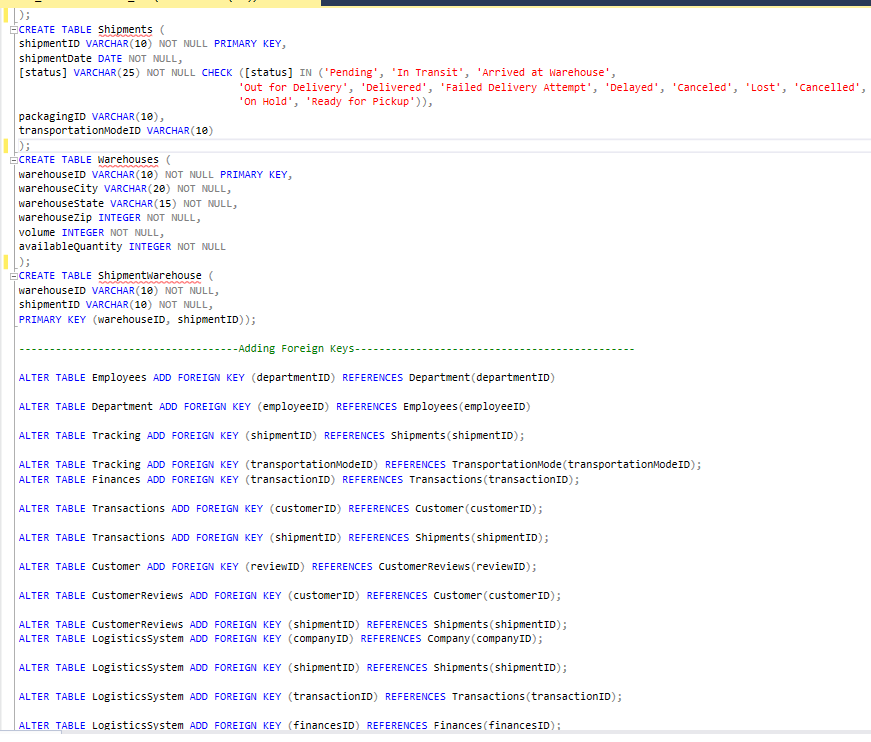 );
CREATE TABLE Shipments (
shipmentID VARCHAR(10) NOT NULL PRIMARY KEY,
shipmentDate DATE NOT NULL,
[status] VARCHAR(25) NOT NULL CHECK ([status] IN ('Pending', 'In Transit', 'Arrived at Warehouse',
'Out for Delivery', 'Delivered', 'Failed Delivery Attempt', 'Delayed', 'Canceled', 'Lost', 'Cancelled',
'On Hold', 'Ready for Pickup')),
packagingID VARCHAR(10),
transportationModeID VARCHAR(10)
);
CREATE TABLE Warehouses (
warehouseID VARCHAR(10) NOT NULL PRIMARY KEY,
warehouseCity VARCHAR(20) NOT NULL,
warehouseState VARCHAR(15) NOT NULL,
warehouseZip INTEGER NOT NULL,
volume INTEGER NOT NULL,
availableQuantity INTEGER NOT NULL
);
CREATE TABLE ShipmentWarehouse (
warehouseID VARCHAR(10) NOT NULL,
shipmentID VARCHAR(10) NOT NULL,
PRIMARY KEY (warehouseID, shipmentID));
------------------------------------Adding Foreign Keys----------------------------------------------
ALTER TABLE Employees ADD FOREIGN KEY (departmentID) REFERENCES Department(departmentID)
ALTER TABLE Department ADD FOREIGN KEY (employeeID) REFERENCES Employees(employeeID)
ALTER TABLE Tracking ADD FOREIGN KEY (shipmentID) REFERENCES Shipments(shipmentID);
ALTER TABLE Tracking ADD FOREIGN KEY (transportationModeID) REFERENCES TransportationMode(transportationModeID);
ALTER TABLE Finances ADD FOREIGN KEY (transactionID) REFERENCES Transactions(transactionID);
ALTER TABLE Transactions ADD FOREIGN KEY (customerID) REFERENCES Customer(customerID);
ALTER TABLE Transactions ADD FOREIGN KEY (shipmentID) REFERENCES Shipments(shipmentID);
ALTER TABLE Customer ADD FOREIGN KEY (reviewID) REFERENCES CustomerReviews(reviewID);
ALTER TABLE CustomerReviews ADD FOREIGN KEY (customerID) REFERENCES Customer(customerID);
ALTER TABLE CustomerReviews ADD FOREIGN KEY (shipmentID) REFERENCES Shipments(shipmentID);
ALTER TABLE LogisticsSystem ADD FOREIGN KEY (companyID) REFERENCES Company(companyID);
ALTER TABLE LogisticsSystem ADD FOREIGN KEY (shipmentID) REFERENCES Shipments(shipmentID);
ALTER TABLE LogisticsSystem ADD FOREIGN KEY (transactionID) REFERENCES Transactions(transactionID);
ALTER TABLE LogisticsSystem ADD FOREIGN KEY (financesID) REFERENCES Finances(financesID);